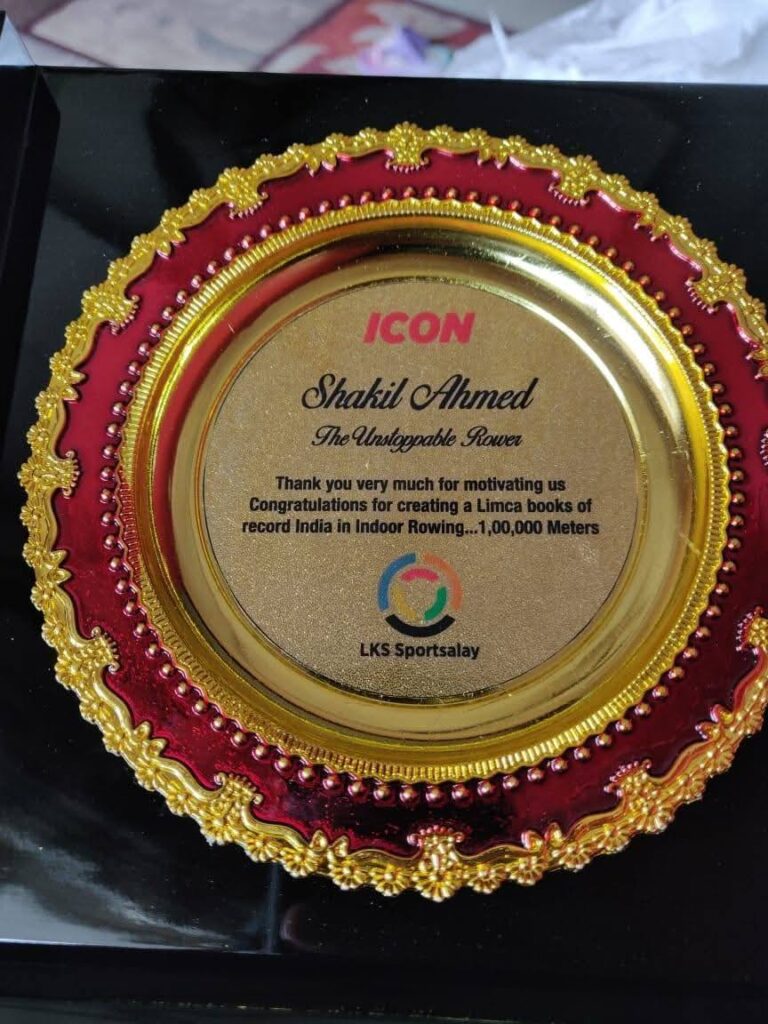 ICON
Shakil Ahmed
The Unstoppable Rower
Thank you very much for motivating us
Congratulations for creating a Limca books of
record India in Indoor Rowing...1,00,000 Meters
LKS Sportsalay